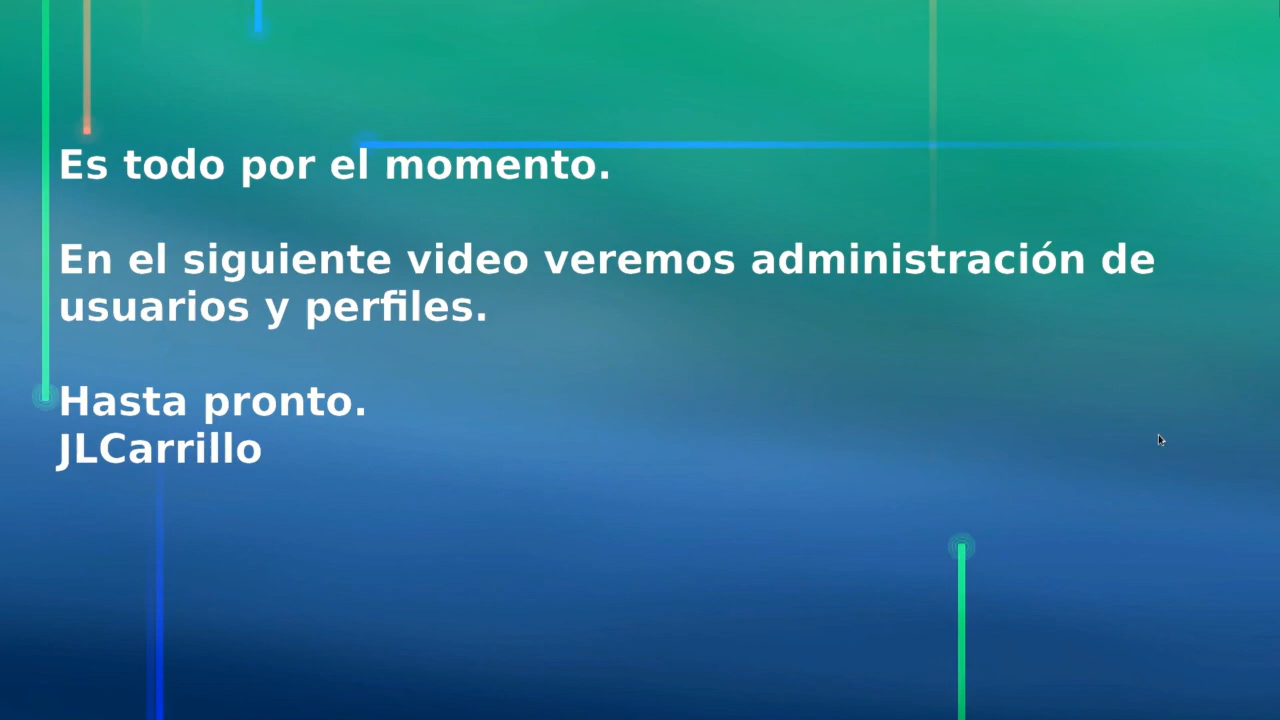 Es todo por el momento.
En el siguiente video veremos administración de
usuarios y perfiles.
Hasta pronto.
JLCarrillo